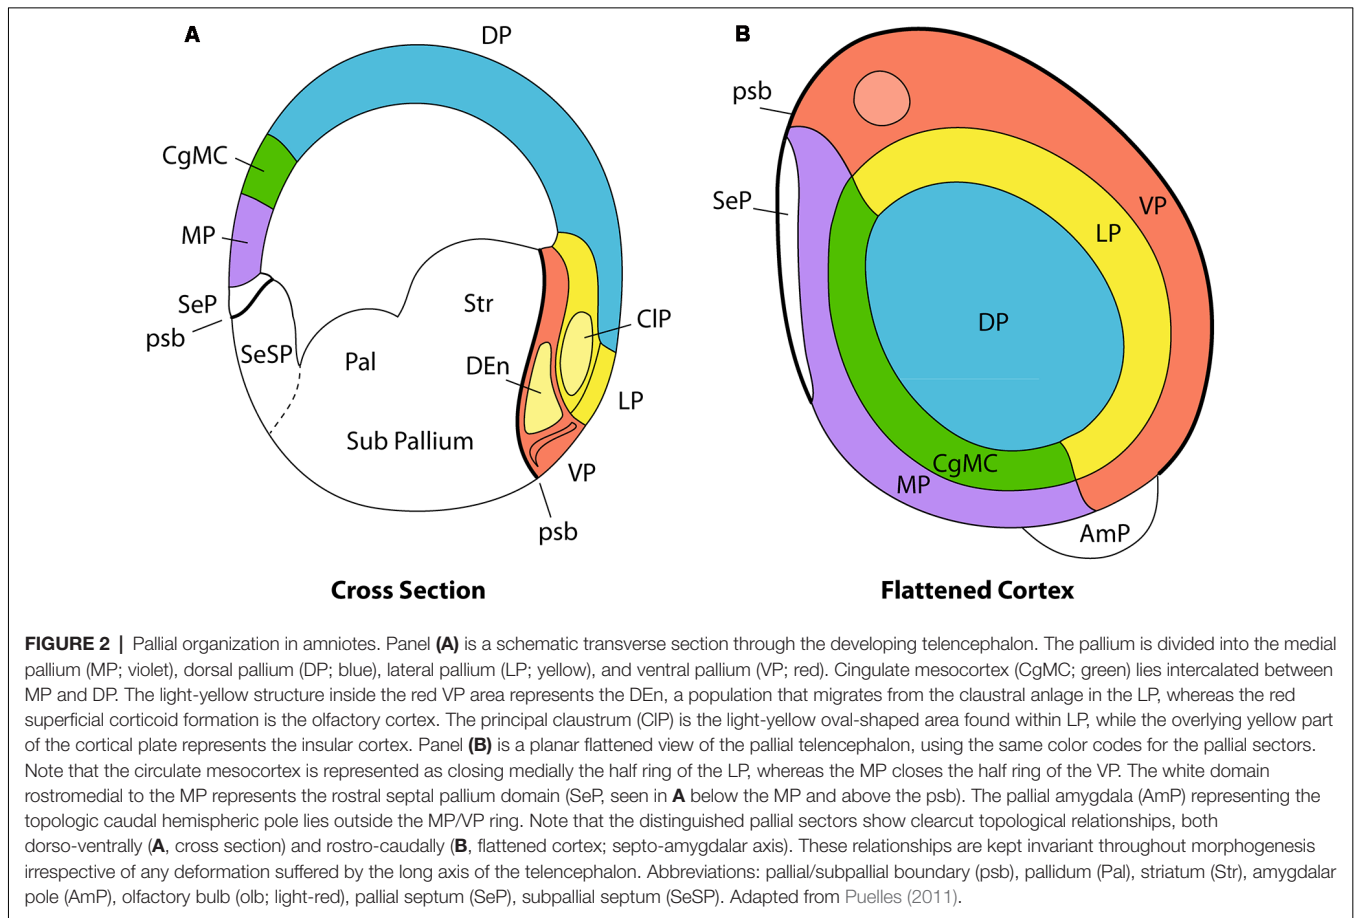 A
DP
CgMC
MP
SeP
psb
SeSP
Pal
Str
DEn
ClP
LP
Sub Pallium
VP
psb
Cross Section
B
psb
SeP
VP
LP
DP
CgMC
MP
AmP
Flattened Cortex
FIGURE 2 | Pallial organization in amniotes. Panel (A) is a schematic transverse section through the developing telencephalon. The pallium is divided into the medial
pallium (MP; violet), dorsal pallium (DP; blue), lateral pallium (LP; yellow), and ventral pallium (VP; red). Cingulate mesocortex (CgMC; green) lies intercalated between
MP and DP. The light-yellow structure inside the red VP area represents the DEn, a population that migrates from the claustral anlage in the LP, whereas the red
superficial corticoid formation is the olfactory cortex. The principal claustrum (ClP) is the light-yellow oval-shaped area found within LP, while the overlying yellow part
of the cortical plate represents the insular cortex. Panel (B) is a planar flattened view of the pallial telencephalon, using the same color codes for the pallial sectors.
Note that the circulate mesocortex is represented as closing medially the half ring of the LP, whereas the MP closes the half ring of the VP. The white domain
rostromedial to the MP represents the rostral septal pallium domain (SeP, seen in A below the MP and above the psb). The pallial amygdala (AmP) representing the
topologic caudal hemispheric pole lies outside the MP/VP ring. Note that the distinguished pallial sectors show clearcut topological relationships, both
dorso-ventrally (A, cross section) and rostro-caudally (B, flattened cortex; septo-amygdalar axis). These relationships are kept invariant throughout morphogenesis
irrespective of any deformation suffered by the long axis of the telencephalon. Abbreviations: pallial/subpallial boundary (psb), pallidum (Pal), striatum (Str), amygdalar
pole (AmP), olfactory bulb (olb; light-red), pallial septum (SeP), subpallial septum (SeSP). Adapted from Puelles (2011).